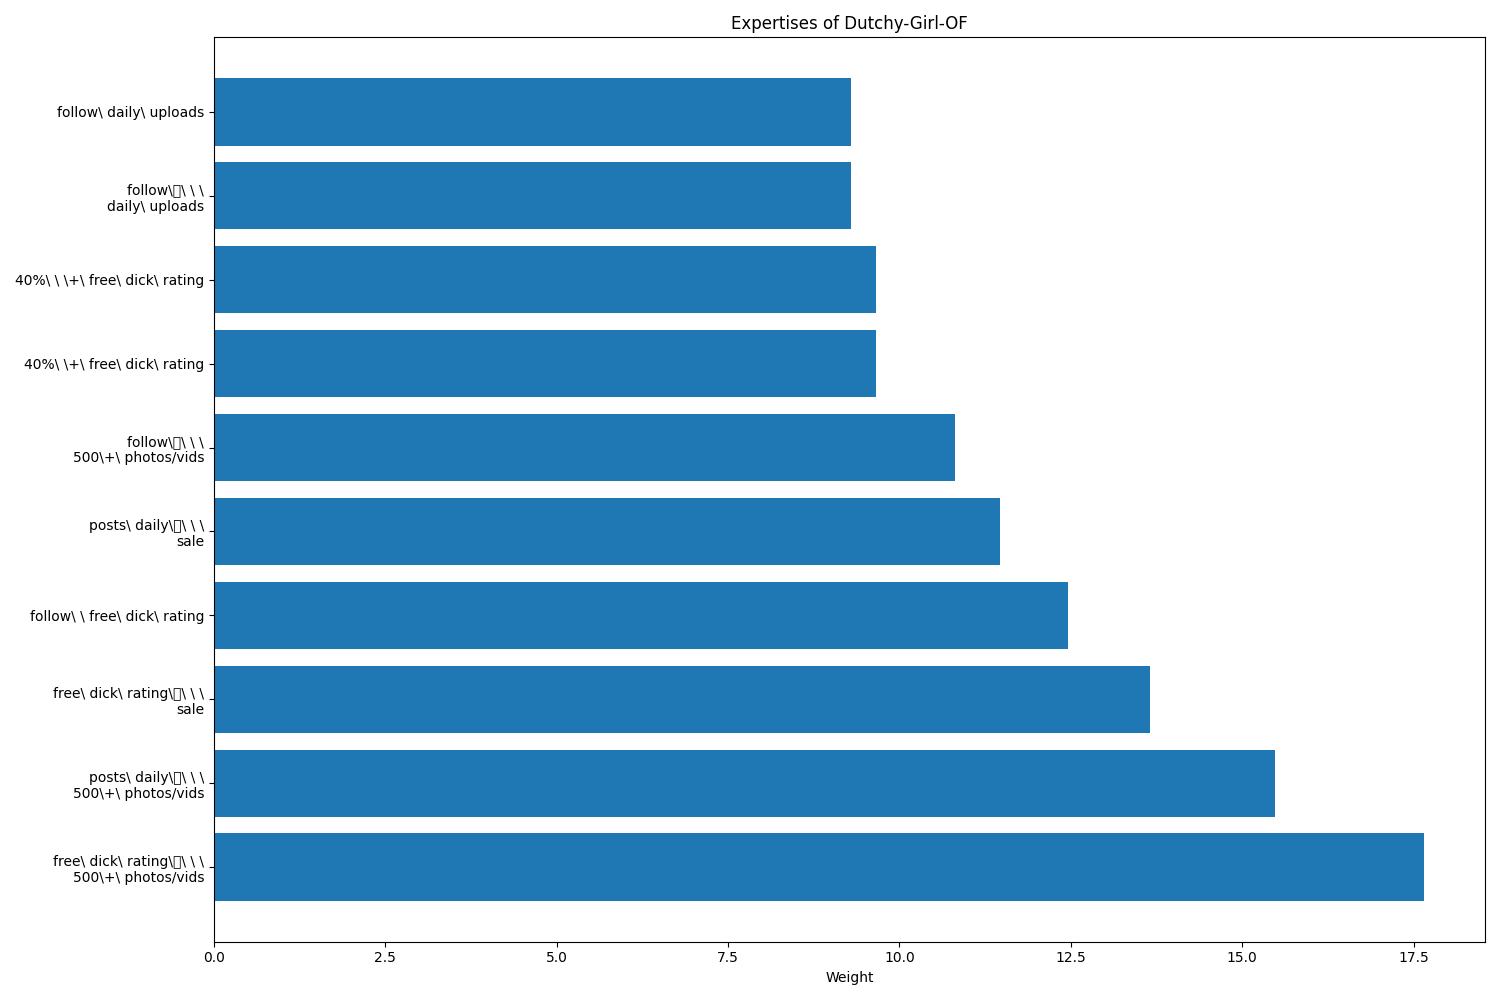 Expertises of Dutchy-Girl-OF
follow\ daily\ uploads
follow\▯\ \ \
daily\ uploads
40%\ \ \+\ free\ dick\ rating
40%\ \+\ free\ dick\ rating
follow\▯\ \ \
500\+\ photos/vids
posts\ daily\▯\ \ \
sale
follow\ \ free\ dick\ rating
free\ dick\ rating\▯\ \ \
sale
posts\ daily\▯\ \ \
500\+\ photos/vids
free\ dick\ rating\▯\ \ \
500\+\ photos/vids
0.0 2.5 5.0 7.5 10.0 12.5 15.0 17.5
Weight